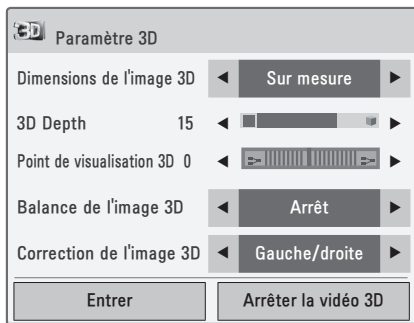 3D Paramètre 3D
Dimensions de l'image 3D Sur mesure
3D Depth 15
Point de visualisation 3D 0
Balance de l'image 3D Arrêt
Correction de l'image 3D Gauche/droite
Entrer Arrêter la vidéo 3D